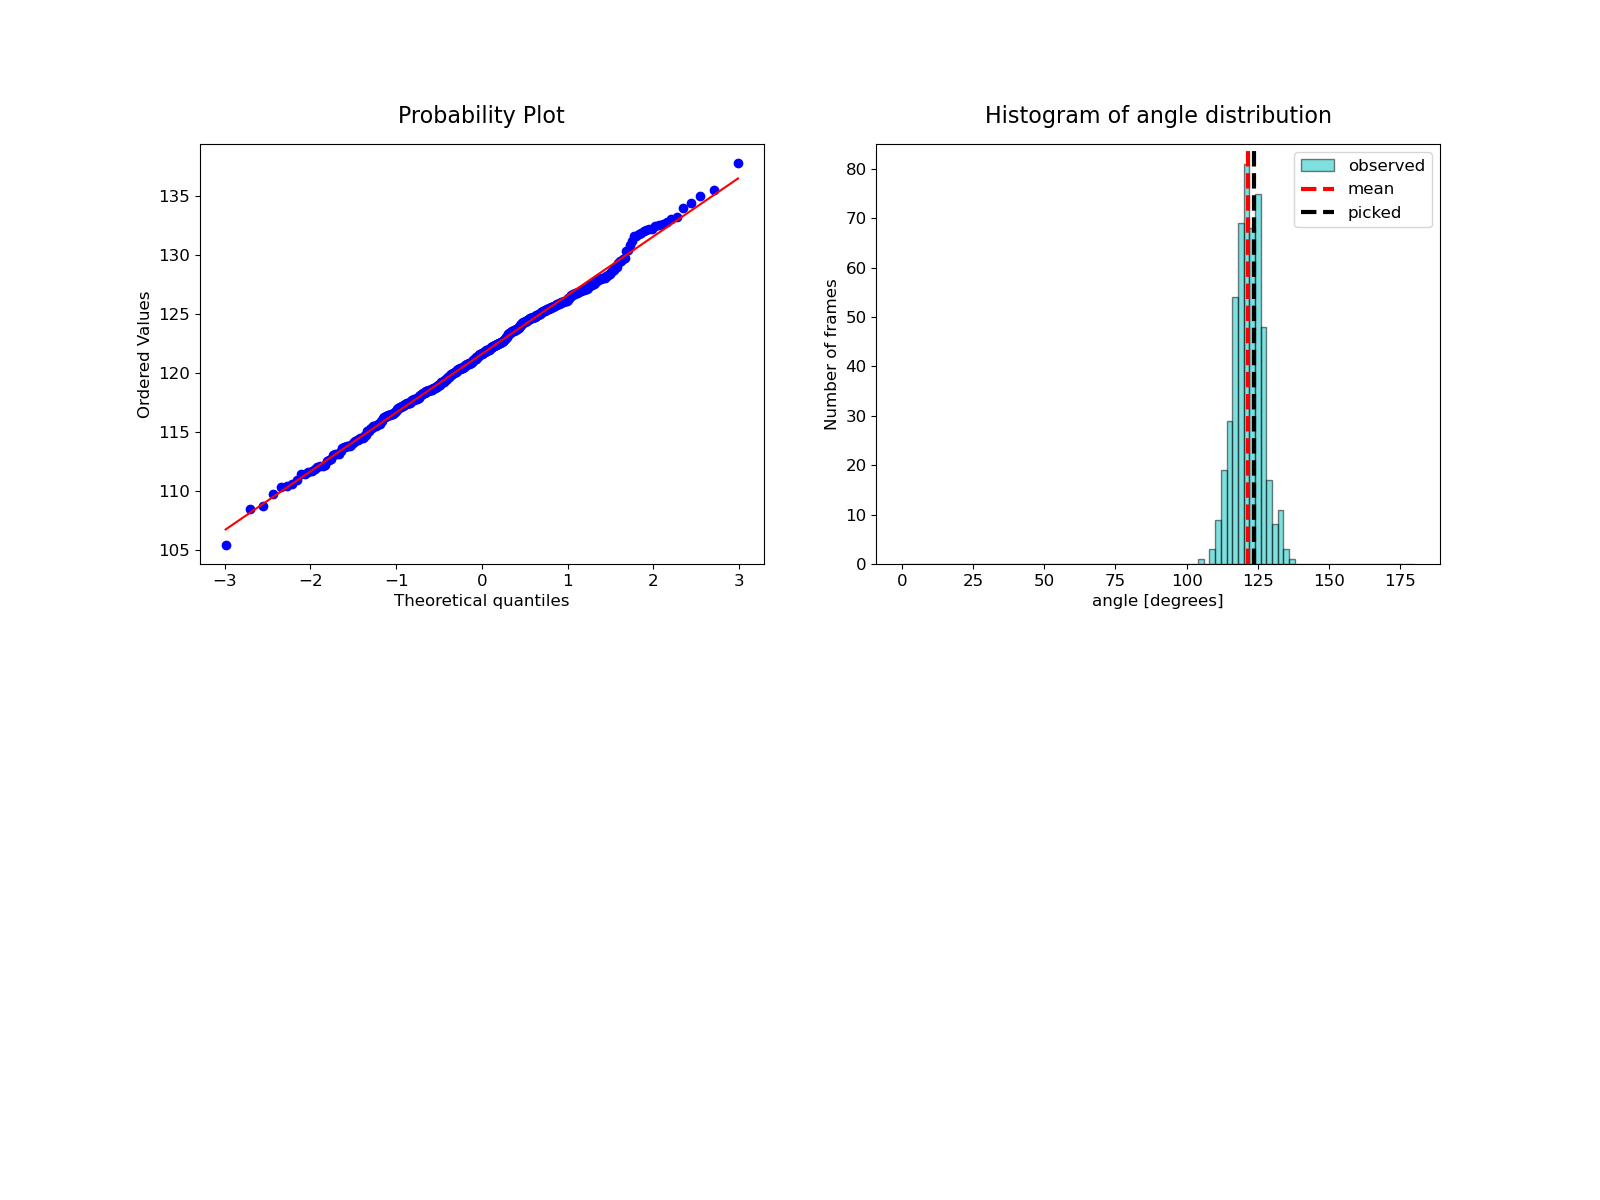 Probability Plot
Ordered Values
135
130
125
120
115
110
105
−3 −2 −1 0 1 2 3
Theoretical quantiles
Histogram of angle distribution
observed
mean
picked
Number of frames
80
70
60
50
40
30
20
10
0
0 25 50 75 100 125 150 175
angle [degrees]